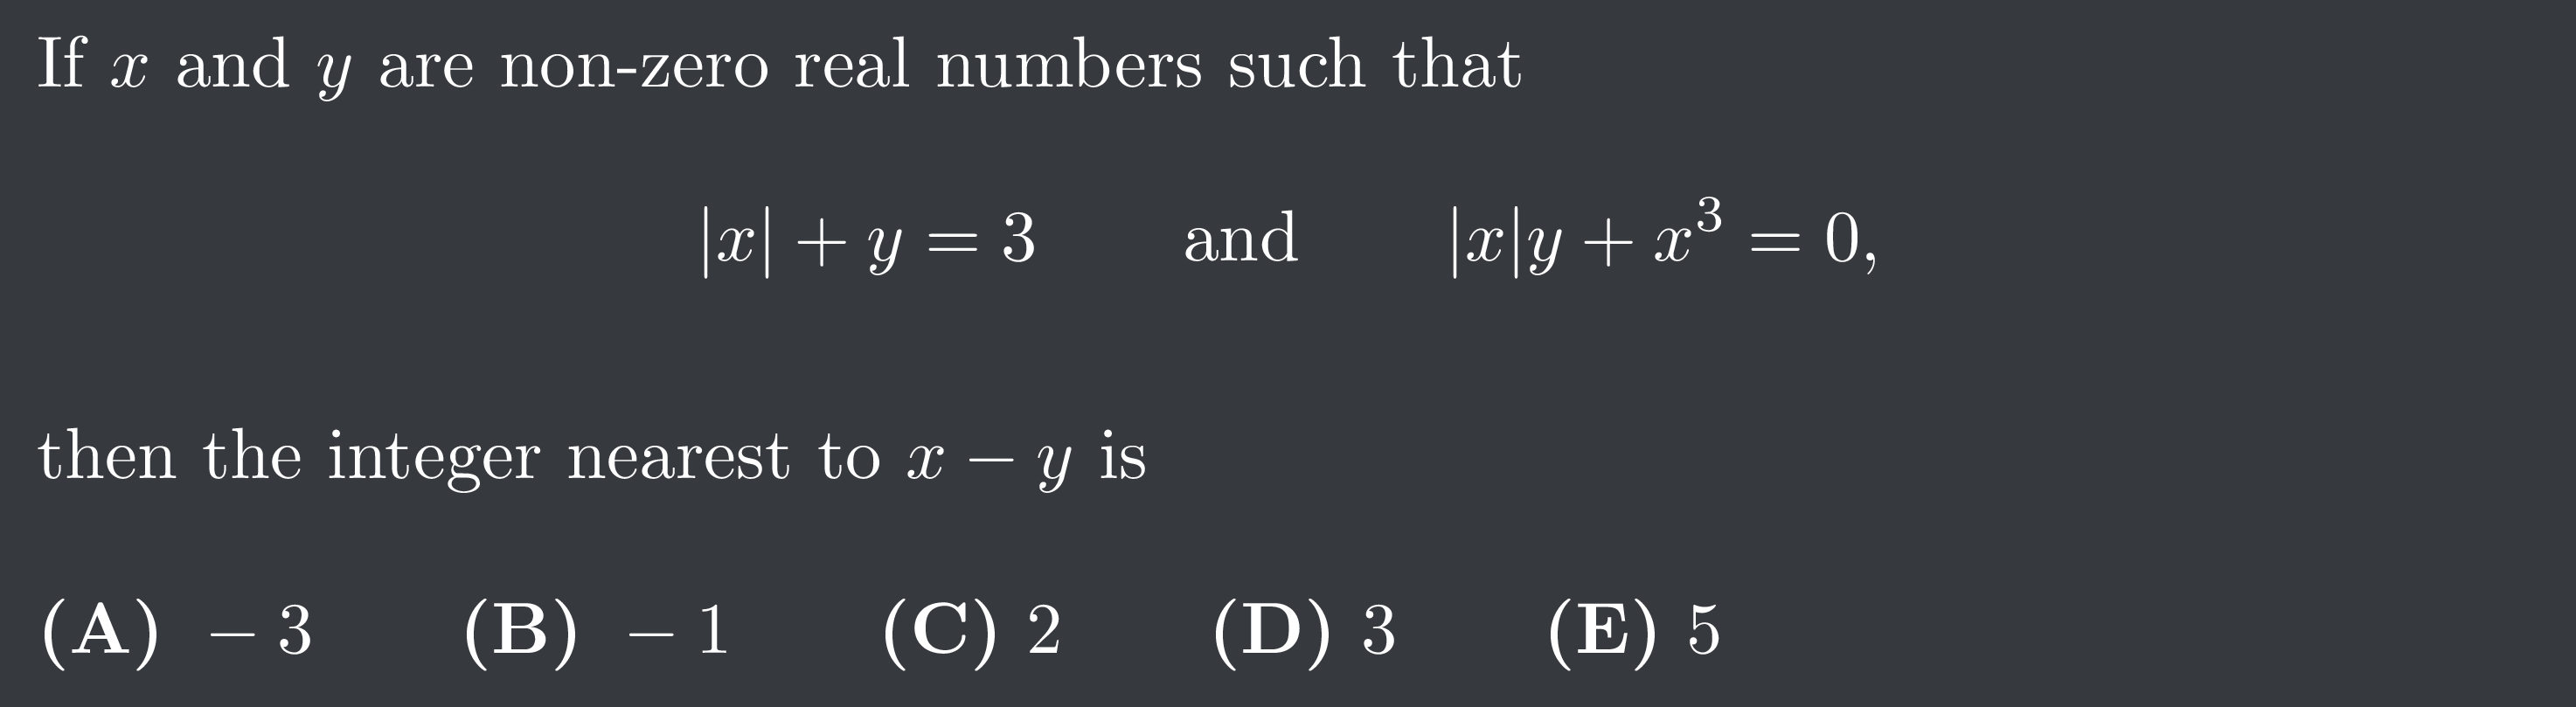 If x and y are non-zero real numbers such that
|x| + y = 3 and |x|y + x³ = 0,
then the integer nearest to x − y is
(A) − 3 (B) − 1 (C) 2 (D) 3 (E) 5